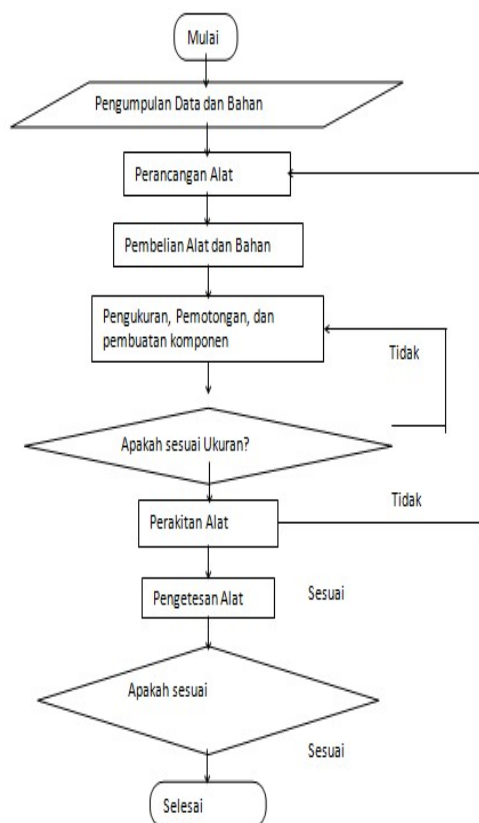 Mulai
Pengumpulan Data dan Bahan
Perancangan Alat
Pembelian Alat dan Bahan
Pengukuran, Pemotongan, dan
pembuatan komponen
Tidak
Apakah sesuai Ukuran?
Perakitan Alat
Tidak
Pengetesan Alat
Sesuai
Apakah sesuai
Sesuai
Selesai